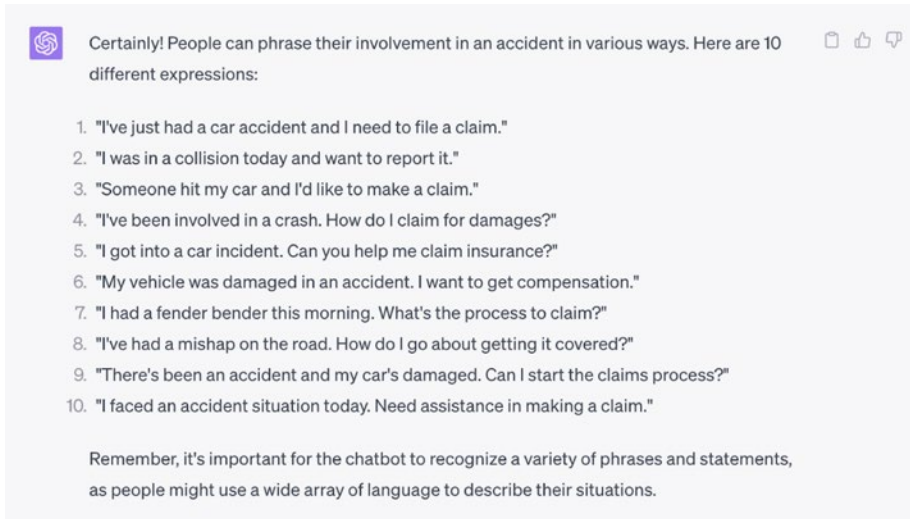 Certainly! People can phrase their involvement in an accident in various ways. Here are 10
different expressions:
1. "I've just had a car accident and I need to file a claim."
2. "I was in a collision today and want to report it."
3. "Someone hit my car and I'd like to make a claim."
4. "I've been involved in a crash. How do I claim for damages?"
5. "I got into a car incident. Can you help me claim insurance?"
6. "My vehicle was damaged in an accident. I want to get compensation."
7. "I had a fender bender this morning. What's the process to claim?"
8. "I've had a mishap on the road. How do I go about getting it covered?"
9. "There's been an accident and my car's damaged. Can I start the claims process?"
10. "I faced an accident situation today. Need assistance in making a claim."
Remember, it's important for the chatbot to recognize a variety of phrases and statements,
as people might use a wide array of language to describe their situations.